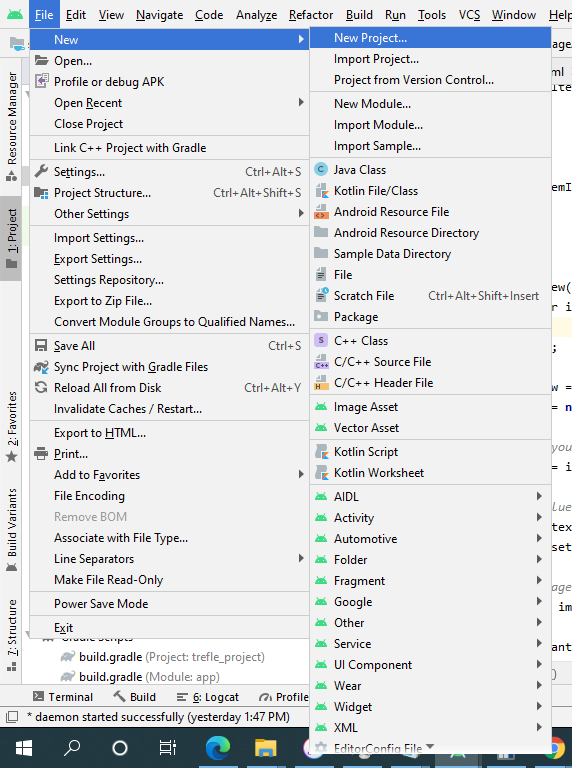 File Edit View Navigate Code Analyze Refactor Build Run Tools VCS Window Help
New
Open...
Profile or debug APK
Open Recent
Close Project
Link C++ Project with Gradle
Settings... Ctrl+Alt+S
Project Structure... Ctrl+Alt+Shift+S
Other Settings
Import Settings...
Export Settings...
Settings Repository...
Export to Zip File...
Convert Module Groups to Qualified Names...
Save All Ctrl+S
Sync Project with Gradle Files
Reload All from Disk Ctrl+Alt+Y
Invalidate Caches / Restart...
Export to HTML...
Print...
Add to Favorites
File Encoding
Remove BOM
Associate with File Type...
Line Separators
Make File Read-Only
Power Save Mode
Exit
New Project...
Import Project...
Project from Version Control...
New Module...
Import Module...
Import Sample...
Java Class
Kotlin File/Class
Android Resource File
Android Resource Directory
Sample Data Directory
File
Scratch File Ctrl+Alt+Shift+Insert
Package
C++ Class
C/C++ Source File
C/C++ Header File
Image Asset
Vector Asset
Kotlin Script
Kotlin Worksheet
AIDL
Activity
Automotive
Folder
Fragment
Google
Other
Service
UI Component
Wear
Widget
XML
EditorConfig File
Resource Manager
1: Project
2: Favorites
Build Variants
7: Structure
Gradle Scripts
build.gradle (Project: trefle_project)
build.gradle (Module: app)
Terminal Build 6: Logcat Profile
* daemon started successfully (yesterday 1:47 PM)